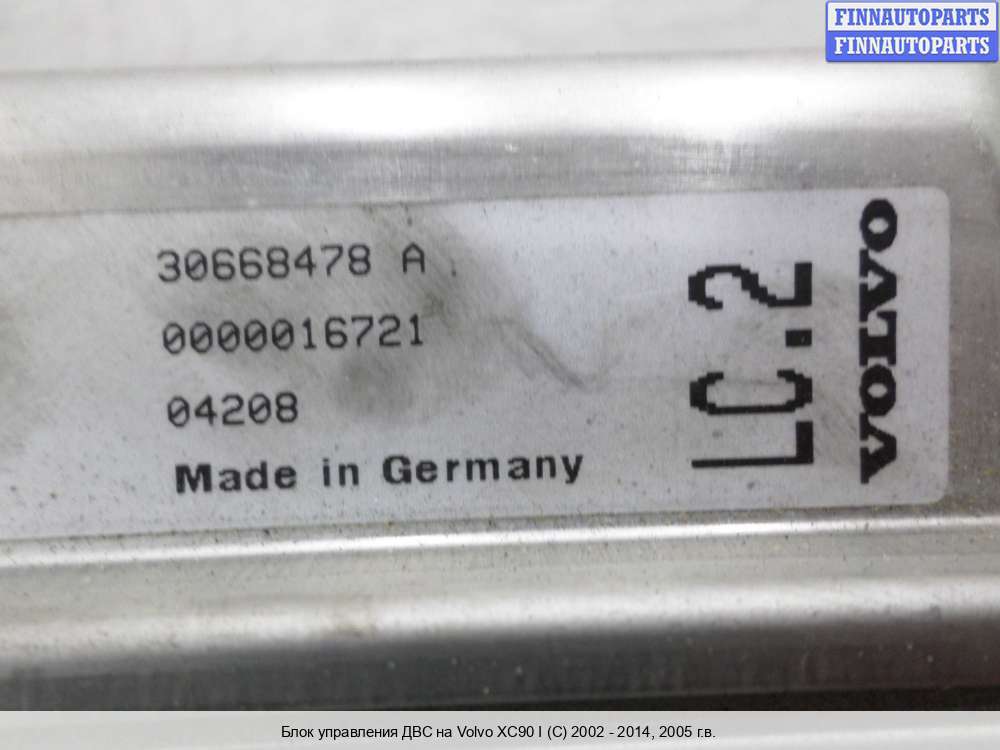 FINNAUTOPARTS
FINNAUTOPARTS
30668478 A
0000016721
04208
Made in Germany
LC.2
VOLVO
Блок управления ДВС на Volvo XC90 I (C) 2002 - 2014, 2005 г.в.